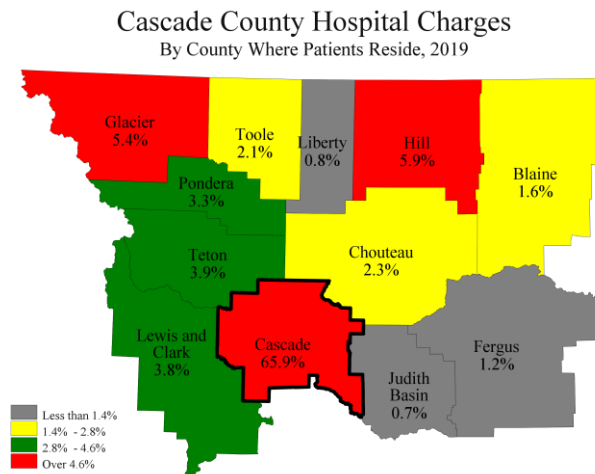 Cascade County Hospital Charges
By County Where Patients Reside, 2019
Glacier
5.4%
Toole
2.1%
Liberty
0.8%
Hill
5.9%
Blaine
1.6%
Pondera
3.3%
Teton
3.9%
Chouteau
2.3%
Lewis and
Clark
3.8%
Cascade
65.9%
Judith
Basin
0.7%
Fergus
1.2%
Less than 1.4%
1.4% - 2.8%
2.8% - 4.6%
Over 4.6%